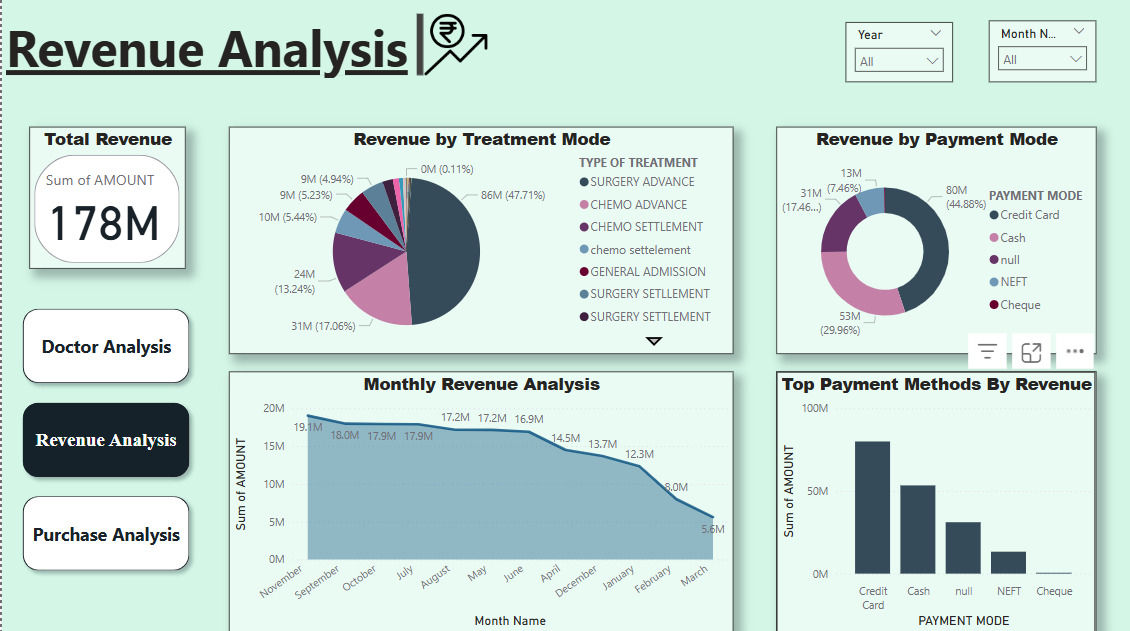 Revenue Analysis
₹
Year
All
Month N...
All
Total Revenue
Sum of AMOUNT
178M
Doctor Analysis
Revenue Analysis
Purchase Analysis
Revenue by Treatment Mode
0M (0.11%)
9M (4.94%)
9M (5.23%)
10M (5.44%)
24M
(13.24%)
31M (17.06%)
86M (47.71%)
TYPE OF TREATMENT
SURGERY ADVANCE
CHEMO ADVANCE
CHEMO SETTLEMENT
chemo settelement
GENERAL ADMISSION
SURGERY SETLLEMENT
SURGERY SETTLEMENT
Revenue by Payment Mode
13M
(7.46%)
31M
(17.46...)
80M
(44.88%)
53M
(29.96%)
PAYMENT MODE
Credit Card
Cash
null
NEFT
Cheque
Monthly Revenue Analysis
Sum of AMOUNT
20M
15M
10M
5M
0M
19.1M
18.0M
17.9M
17.9M
17.2M
17.2M
16.9M
14.5M
13.7M
12.3M
8.0M
5.6M
November
September
October
July
August
May
June
April
December
January
February
March
Month Name
Top Payment Methods By Revenue
Sum of AMOUNT
100M
50M
0M
Credit
Card
Cash
null
NEFT
Cheque
PAYMENT MODE